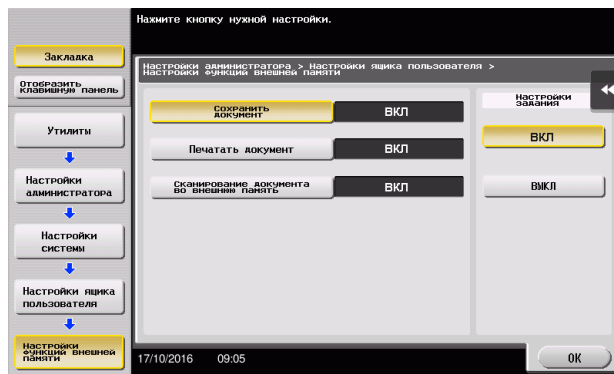 Нажмите кнопку нужной настройки.
Закладка
Отобразить
клавишную панель
Утилиты
Настройки
администратора
Настройки
системы
Настройки ящика
пользователя
Настройки
функций внешней
памяти
Настройки администратора > Настройки ящика пользователя >
Настройки функций внешней памяти
Сохранить
документ
ВКЛ
Печатать документ
ВКЛ
Сканирование документа
во внешнюю память
ВКЛ
Настройки
задания
ВКЛ
ВЫКЛ
17/10/2016 09:05
OK